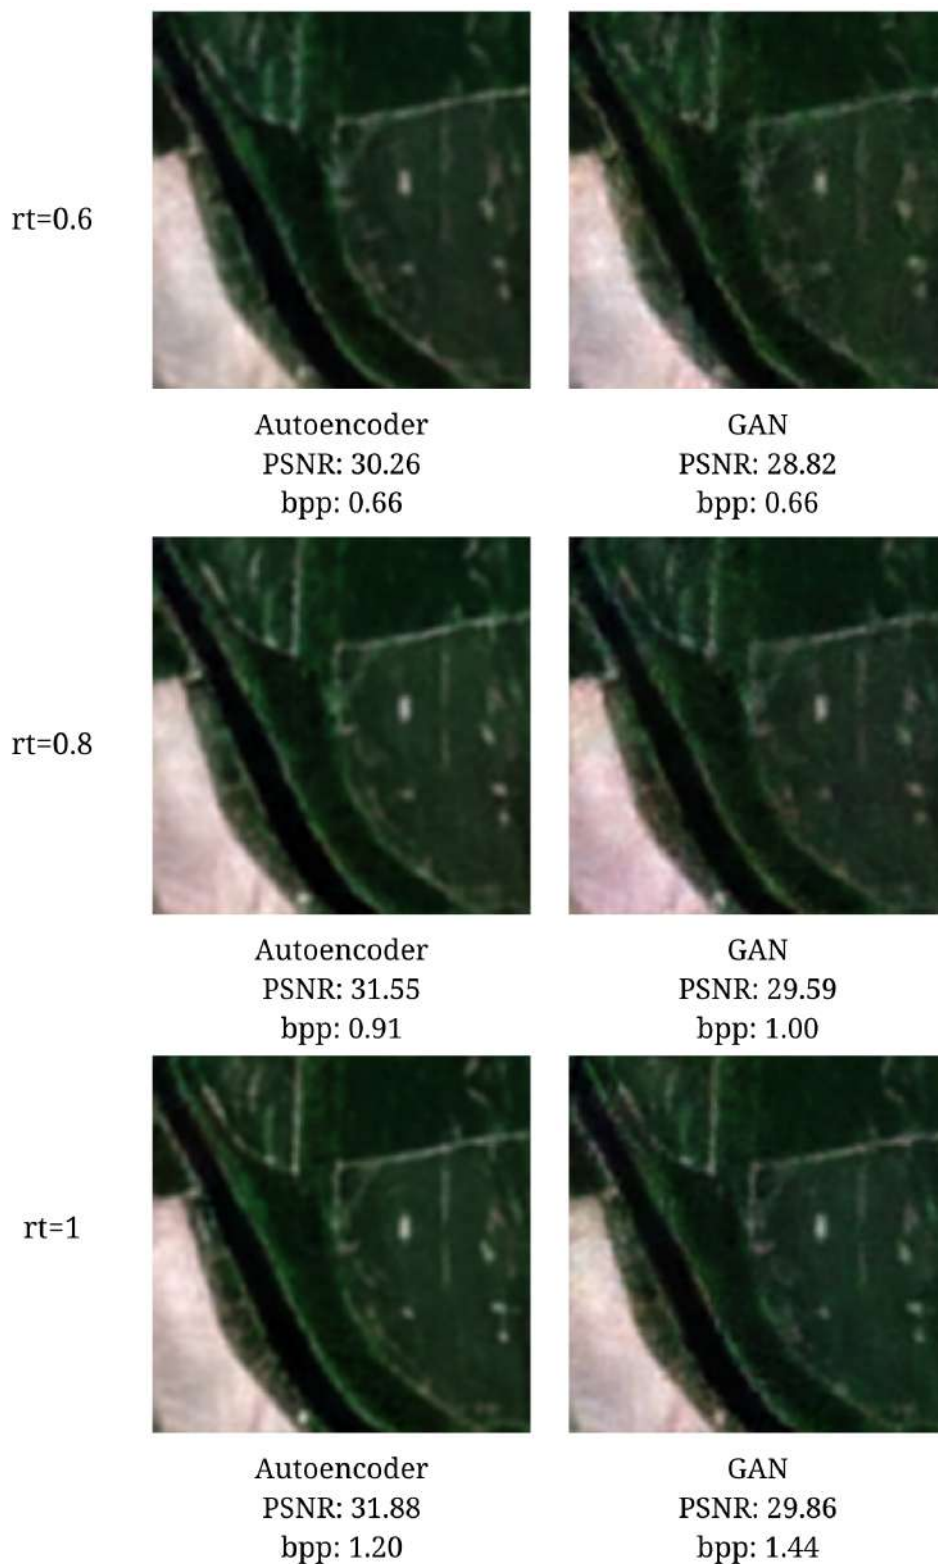 rt=0.6
Autoencoder
PSNR: 30.26
bpp: 0.66
GAN
PSNR: 28.82
bpp: 0.66
rt=0.8
Autoencoder
PSNR: 31.55
bpp: 0.91
GAN
PSNR: 29.59
bpp: 1.00
rt=1
Autoencoder
PSNR: 31.88
bpp: 1.20
GAN
PSNR: 29.86
bpp: 1.44